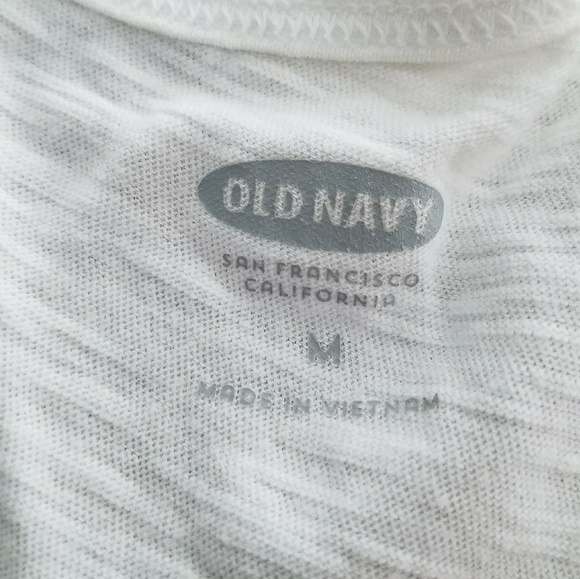 OLD NAVY
SAN FRANCISCO
CALIFORNIA
M
MADE IN VIETNAM